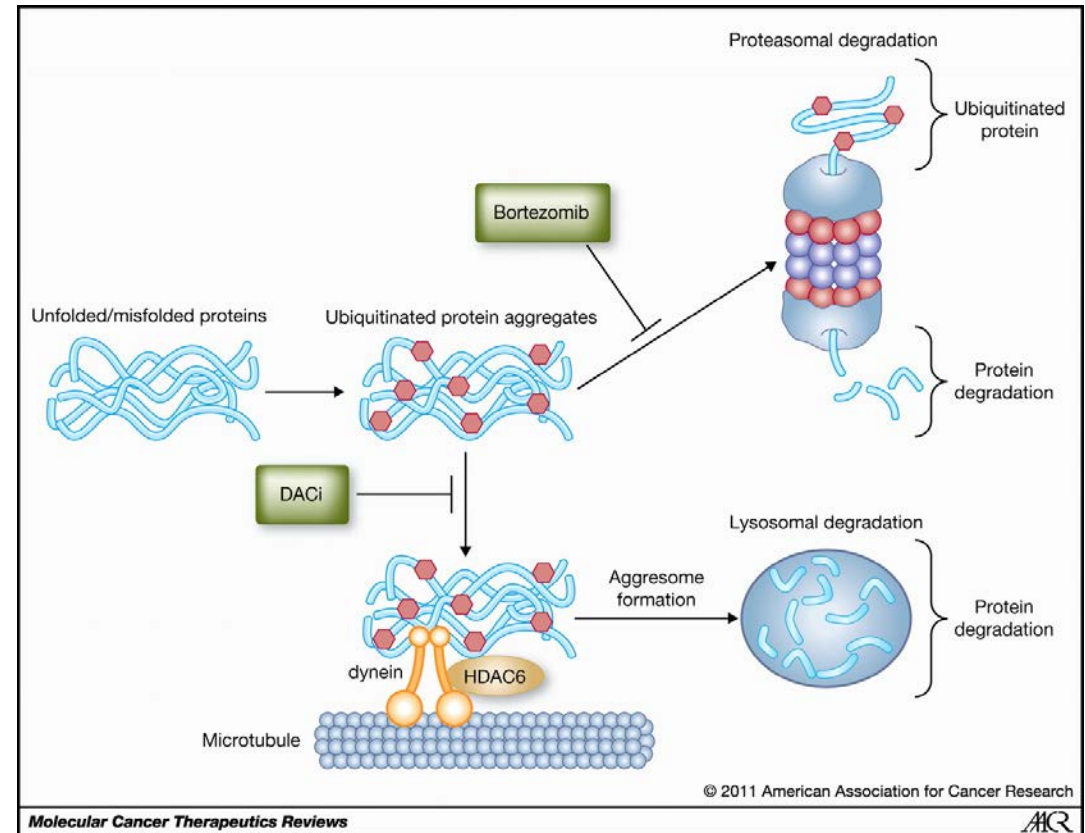 Proteasomal degradation
Ubiquitinated
protein
Bortezomib
Unfolded/misfolded proteins
Ubiquitinated protein aggregates
Protein
degradation
DACi
Lysosomal degradation
Aggresome
formation
Protein
degradation
dynein
HDAC6
Microtubule
© 2011 American Association for Cancer Research
Molecular Cancer Therapeutics Reviews
AACR